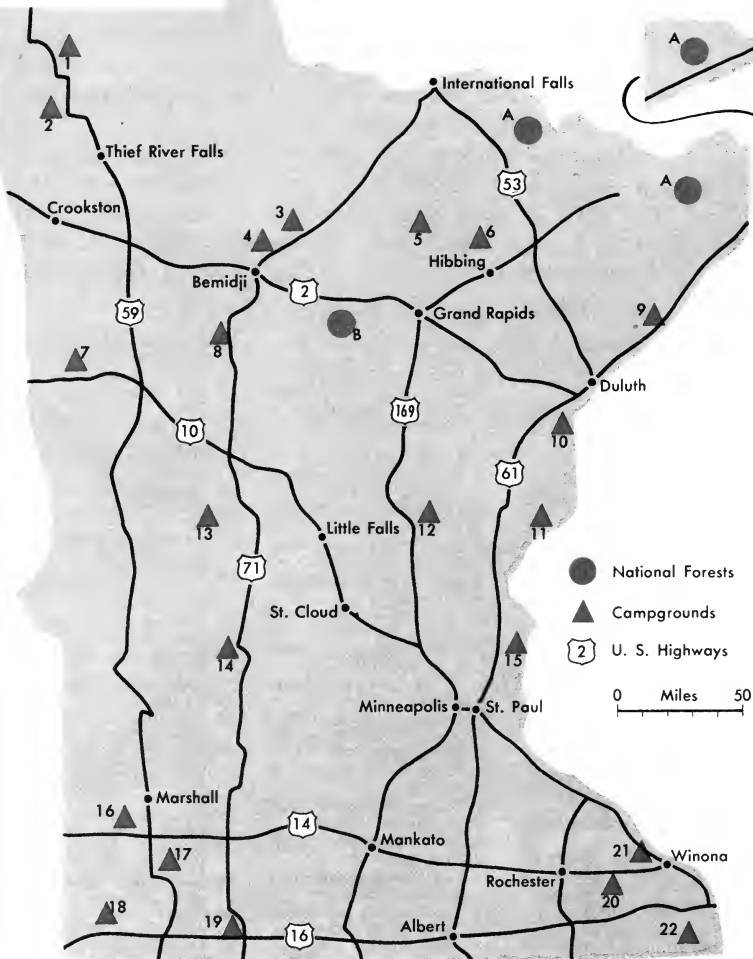 A
International Falls
1
A
2
Thief River Falls
53
A
Crookston
3
5
4
6
Hibbing
Bemidji
2
59
Grand Rapids
9
B
8
7
Duluth
169
10
10
61
13
12
11
Little Falls
71
National Forests
St. Cloud
Campgrounds
14
15
2
U. S. Highways
0 Miles 50
Minneapolis
St. Paul
Marshall
16
14
Mankato
17
21
Winona
Rochester
20
18
19
16
Albert
22